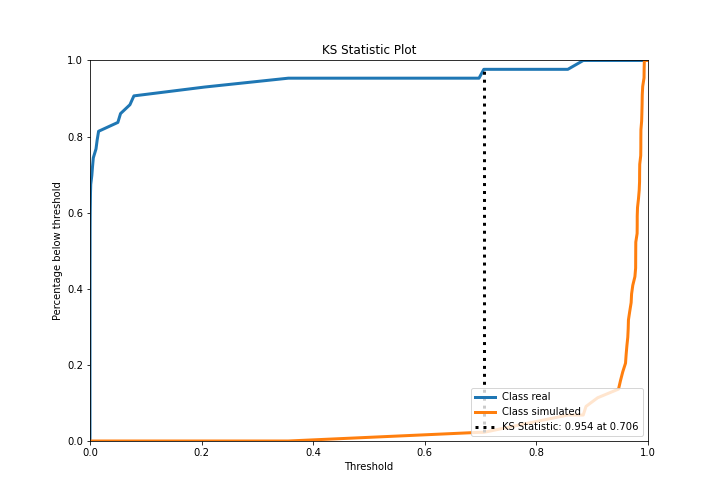 KS Statistic Plot
1.0
0.8
0.6
0.4
0.2
0.0
Percentage below threshold
Class real
Class simulated
KS Statistic: 0.954 at 0.706
0.0 0.2 0.4 0.6 0.8 1.0
Threshold